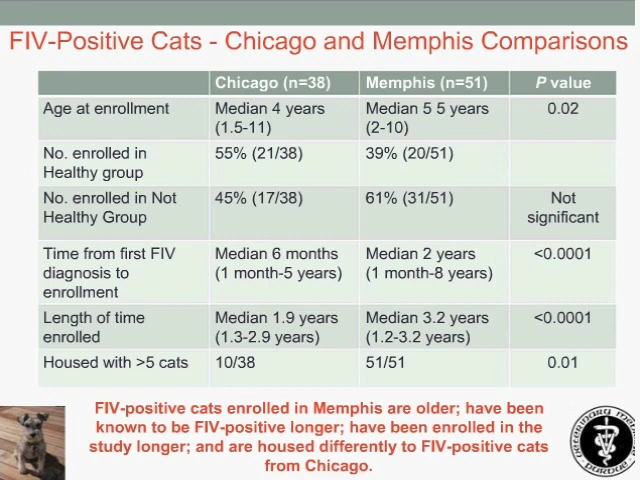 FIV-Positive Cats - Chicago and Memphis Comparisons
Chicago (n=38) Memphis (n=51) P value
Age at enrollment Median 4 years (1.5-11) Median 5 5 years (2-10) 0.02
No. enrolled in Healthy group 55% (21/38) 39% (20/51)
No. enrolled in Not Healthy Group 45% (17/38) 61% (31/51) Not significant
Time from first FIV diagnosis to enrollment Median 6 months (1 month-5 years) Median 2 years (1 month-8 years) <0.0001
Length of time enrolled Median 1.9 years (1.3-2.9 years) Median 3.2 years (1.2-3.2 years) <0.0001
Housed with >5 cats 10/38 51/51 0.01
FIV-positive cats enrolled in Memphis are older; have been
known to be FIV-positive longer; have been enrolled in the
study longer; and are housed differently to FIV-positive cats
from Chicago.
PURDUE